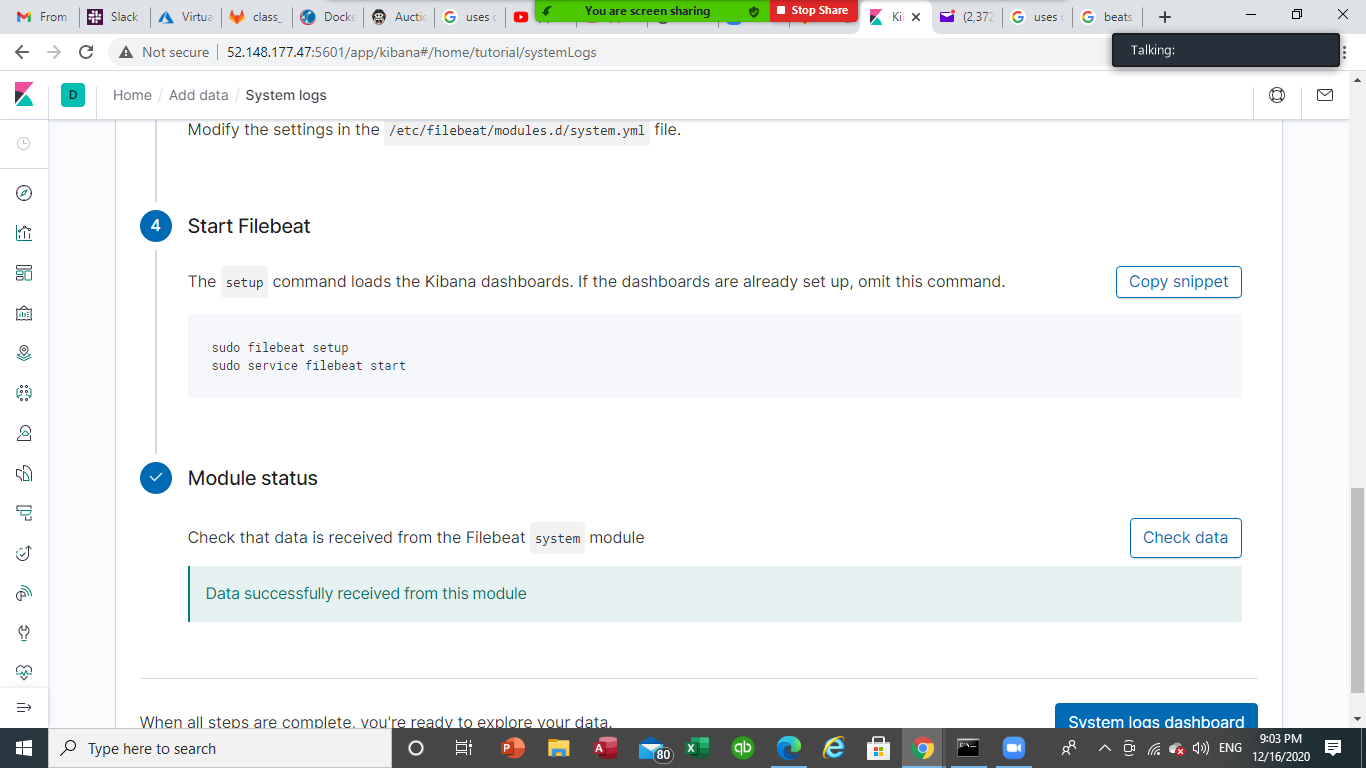 From
Slack
Virtua
class_
Docke
Auctic
uses c
You are screen sharing
Stop Share
Ki
(2,372
uses
beats
Not secure
52.148.177.47:5601/app/kibana#/home/tutorial/systemLogs
Talking:
D
Home / Add data / System logs
Modify the settings in the /etc/filebeat/modules.d/system.yml file.
4
Start Filebeat
The setup command loads the Kibana dashboards. If the dashboards are already set up, omit this command.
Copy snippet
sudo filebeat setup
sudo service filebeat start
Module status
Check that data is received from the Filebeat system module
Check data
Data successfully received from this module
When all steps are complete, you're ready to explore your data.
System logs dashboard
Type here to search
80
qb
ENG
9:03 PM
12/16/2020